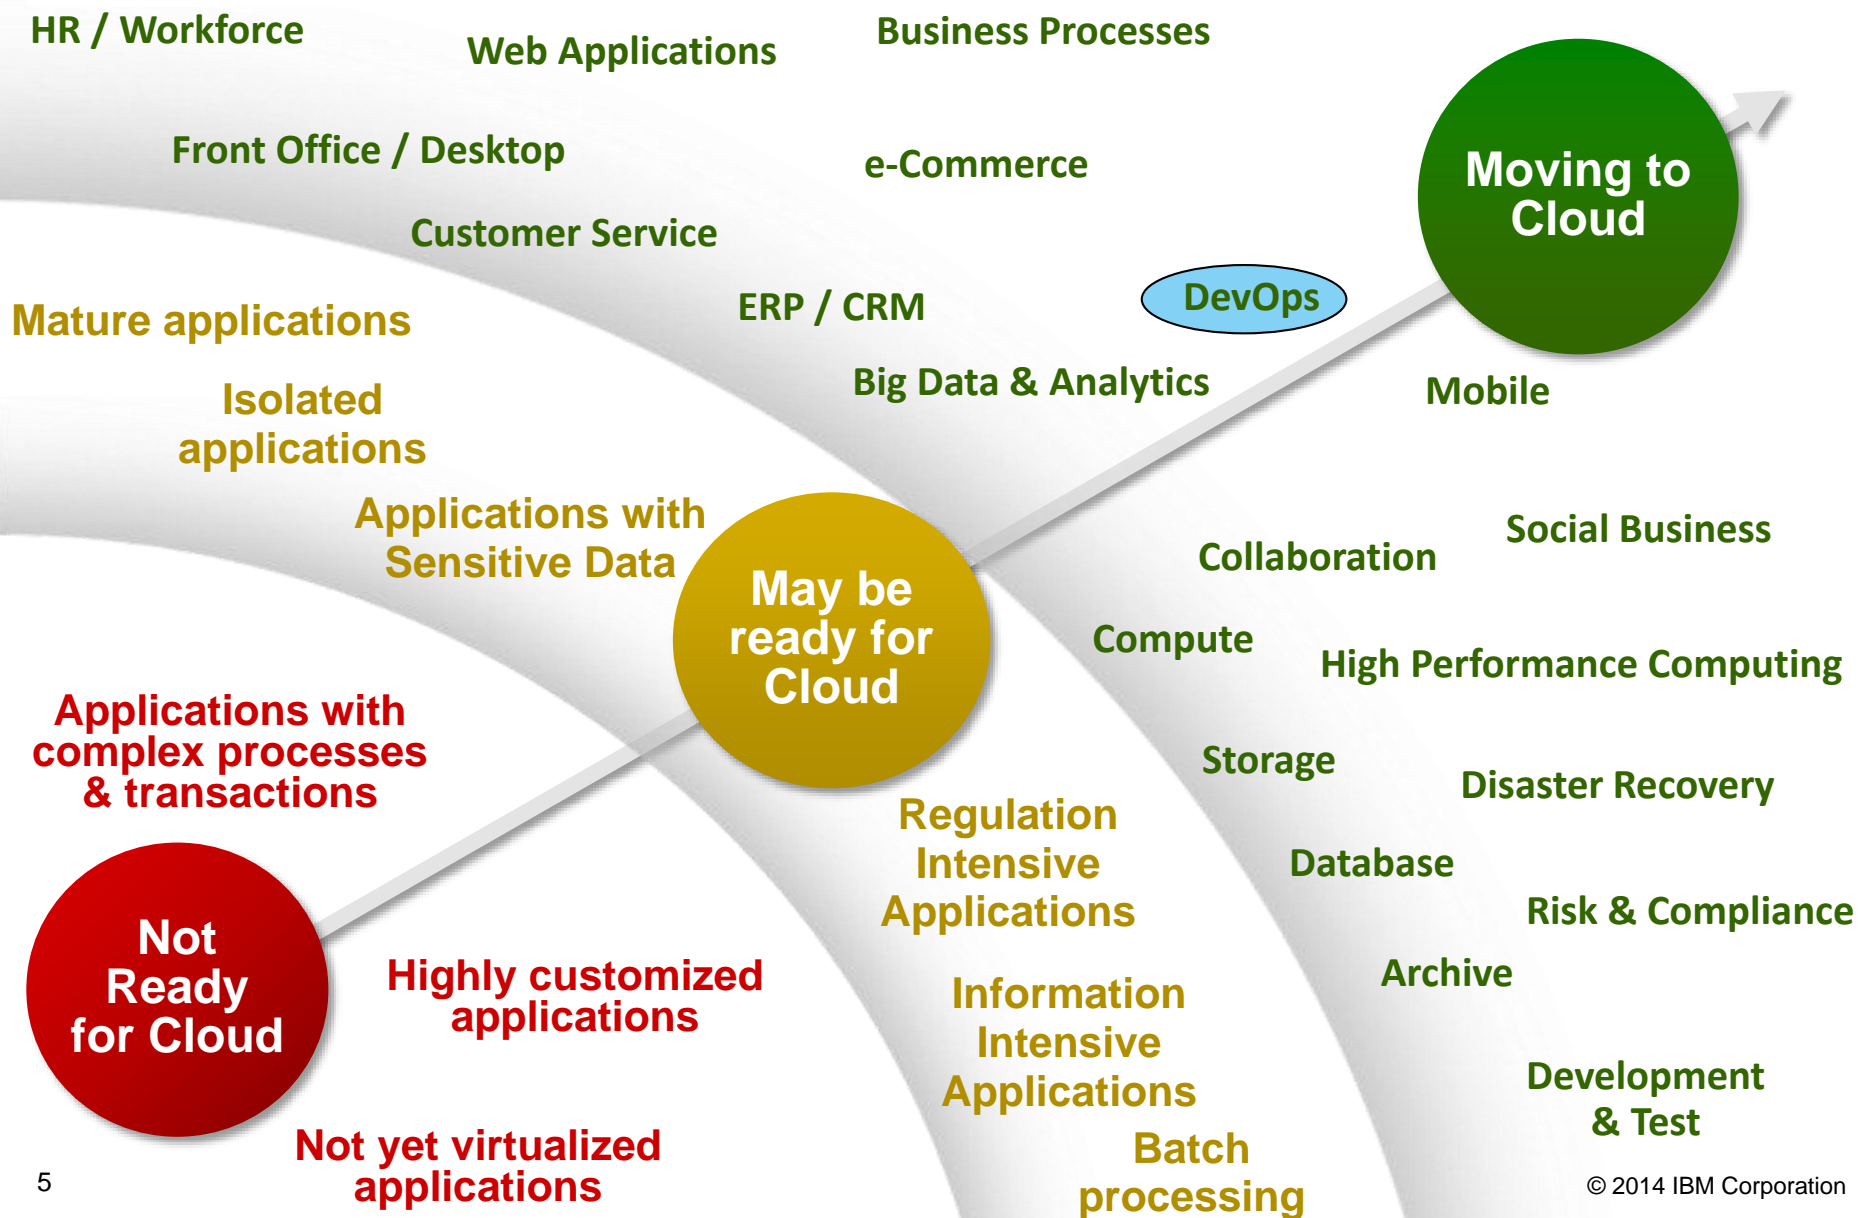 HR / Workforce
Web Applications
Business Processes
Front Office / Desktop
e-Commerce
Moving to
Cloud
Customer Service
ERP / CRM
DevOps
Mature applications
Big Data & Analytics
Mobile
Isolated
applications
Applications with
Sensitive Data
Social Business
Collaboration
May be
ready for
Cloud
Compute
High Performance Computing
Applications with
complex processes
& transactions
Storage
Disaster Recovery
Regulation
Intensive
Applications
Database
Risk & Compliance
Not
Ready
for Cloud
Highly customized
applications
Archive
Information
Intensive
Applications
Development
& Test
Not yet virtualized
applications
Batch
processing
5
© 2014 IBM Corporation